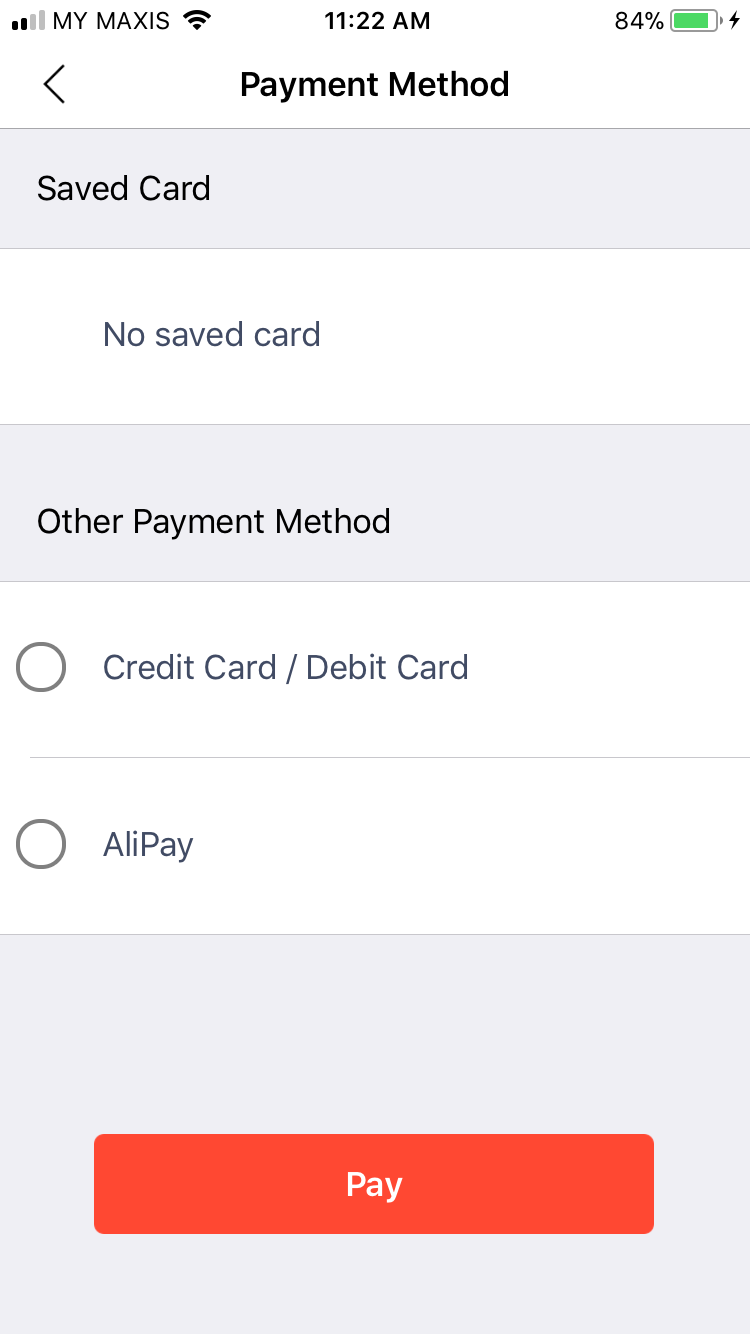 MY MAXIS 11:22 AM 84%
Payment Method
Saved Card
No saved card
Other Payment Method
Credit Card / Debit Card
AliPay
Pay